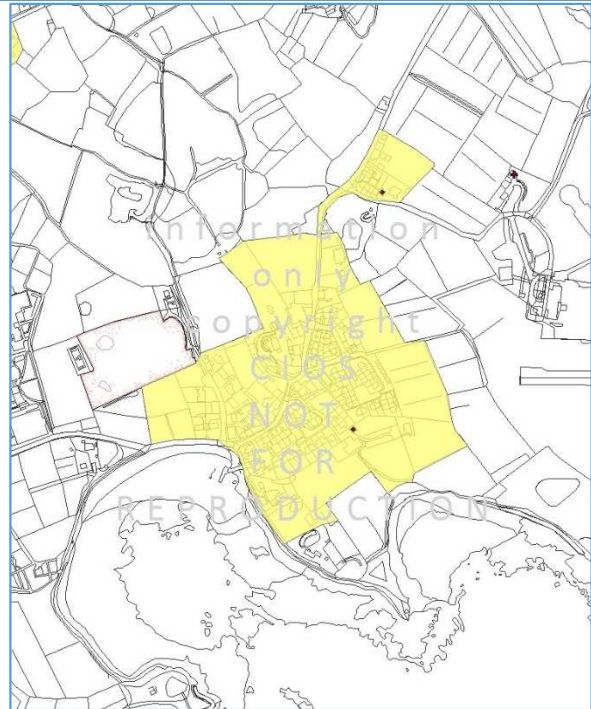 Information
only
copyright
CIOS
NOT
FOR
REPRODUCTION